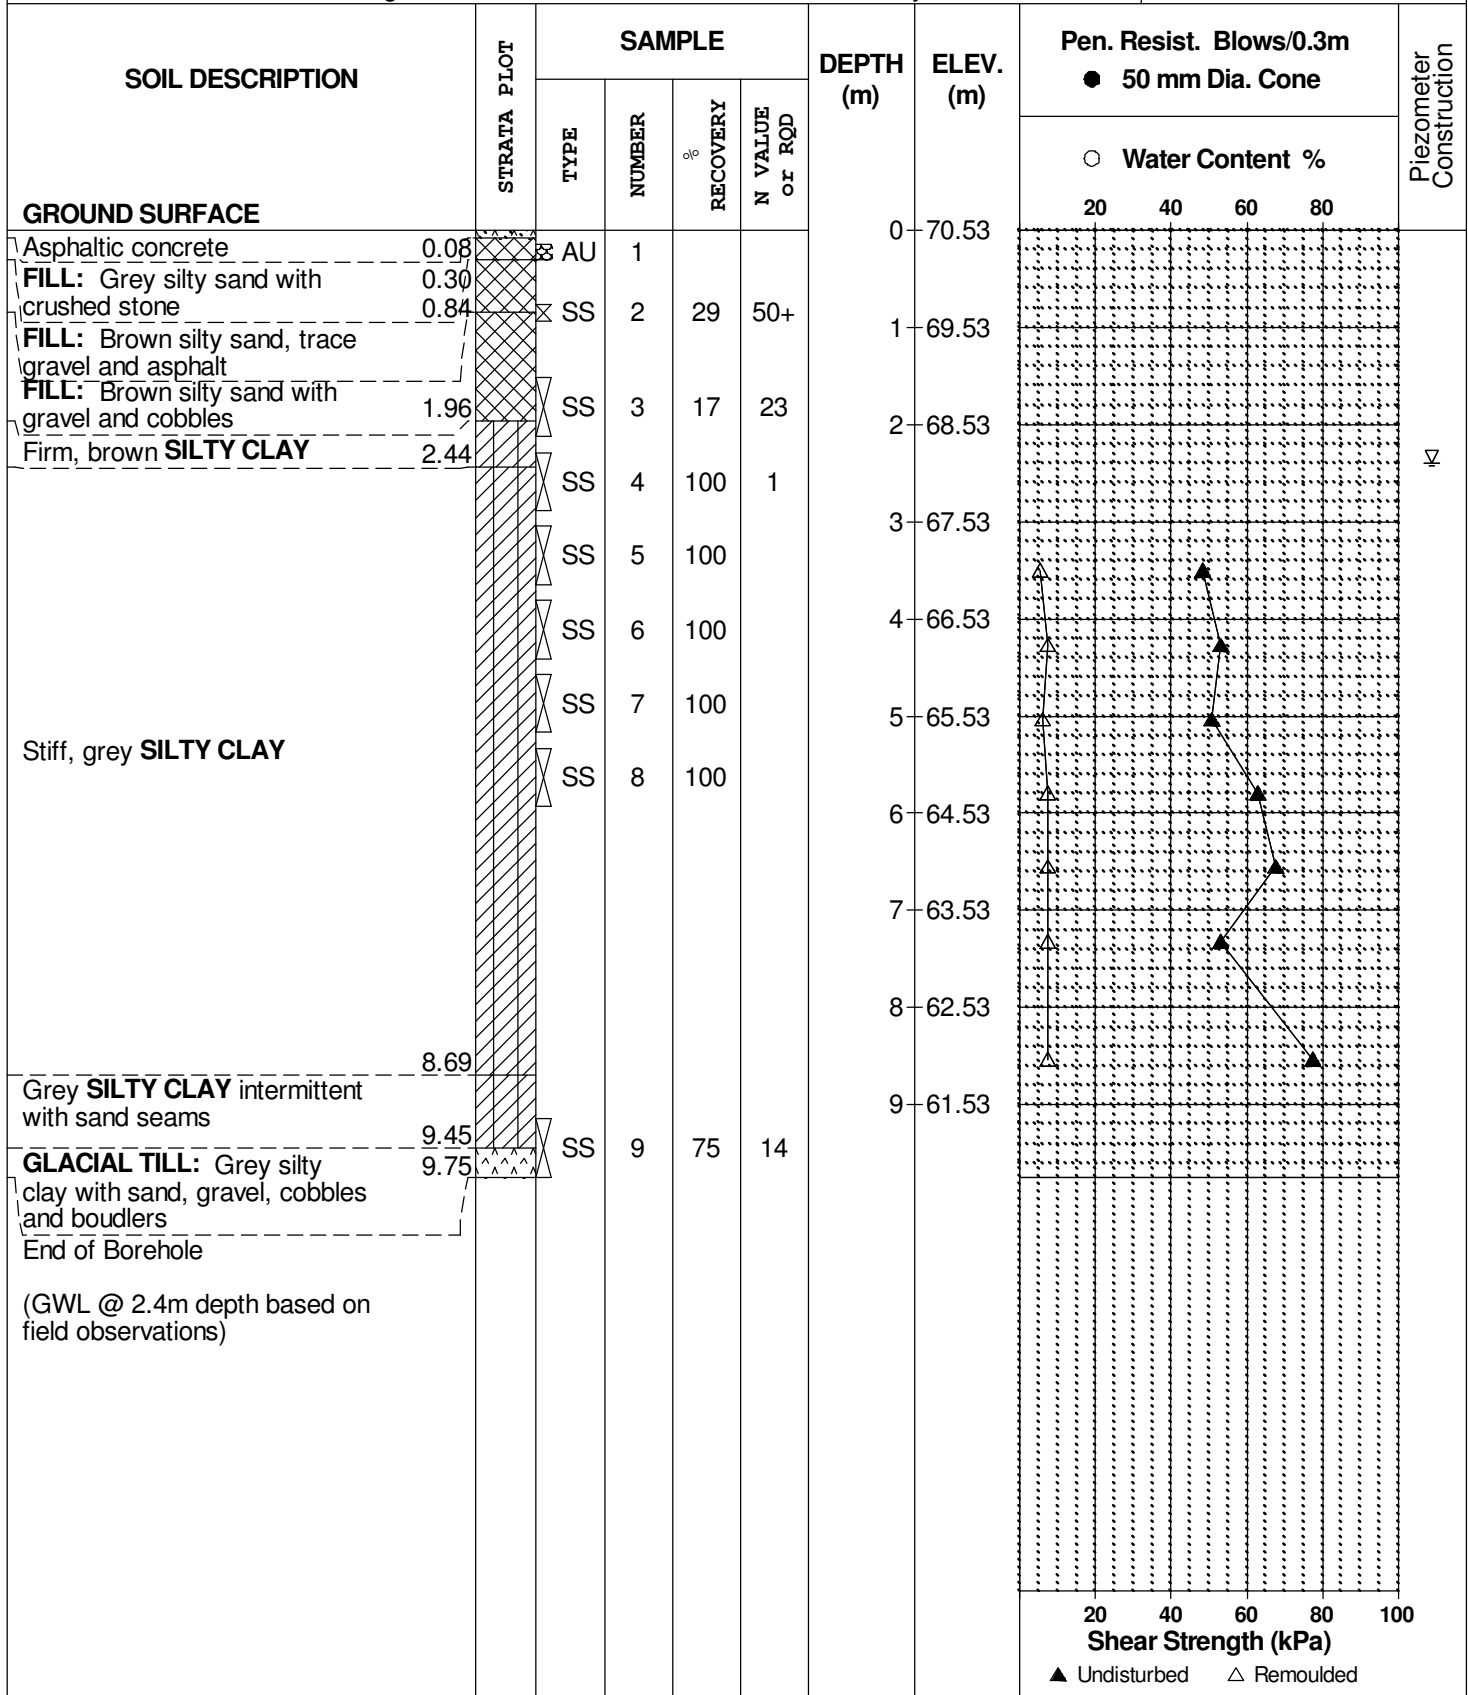 SOIL DESCRIPTION
STRATA PLOT
SAMPLE
TYPE
NUMBER
% RECOVERY
N VALUE or RQD
DEPTH (m)
ELEV. (m)
Pen. Resist. Blows/0.3m
● 50 mm Dia. Cone
○ Water Content %
20 40 60 80
Piezometer Construction
GROUND SURFACE
0 70.53
Asphaltic concrete 0.08
AU 1
FILL: Grey silty sand with 0.30
crushed stone 0.84
SS 2 29 50+
1 69.53
FILL: Brown silty sand, trace
gravel and asphalt
FILL: Brown silty sand with
gravel and cobbles 1.96
SS 3 17 23
2 68.53
Firm, brown SILTY CLAY 2.44
SS 4 100 1
3 67.53
SS 5 100
4 66.53
SS 6 100
SS 7 100
5 65.53
Stiff, grey SILTY CLAY
SS 8 100
6 64.53
7 63.53
8 62.53
8.69
Grey SILTY CLAY intermittent
with sand seams
9 61.53
9.45
SS 9 75 14
GLACIAL TILL: Grey silty 9.75
clay with sand, gravel, cobbles
and boudlers
End of Borehole
(GWL @ 2.4m depth based on
field observations)
20 40 60 80 100
Shear Strength (kPa)
▲ Undisturbed △ Remoulded